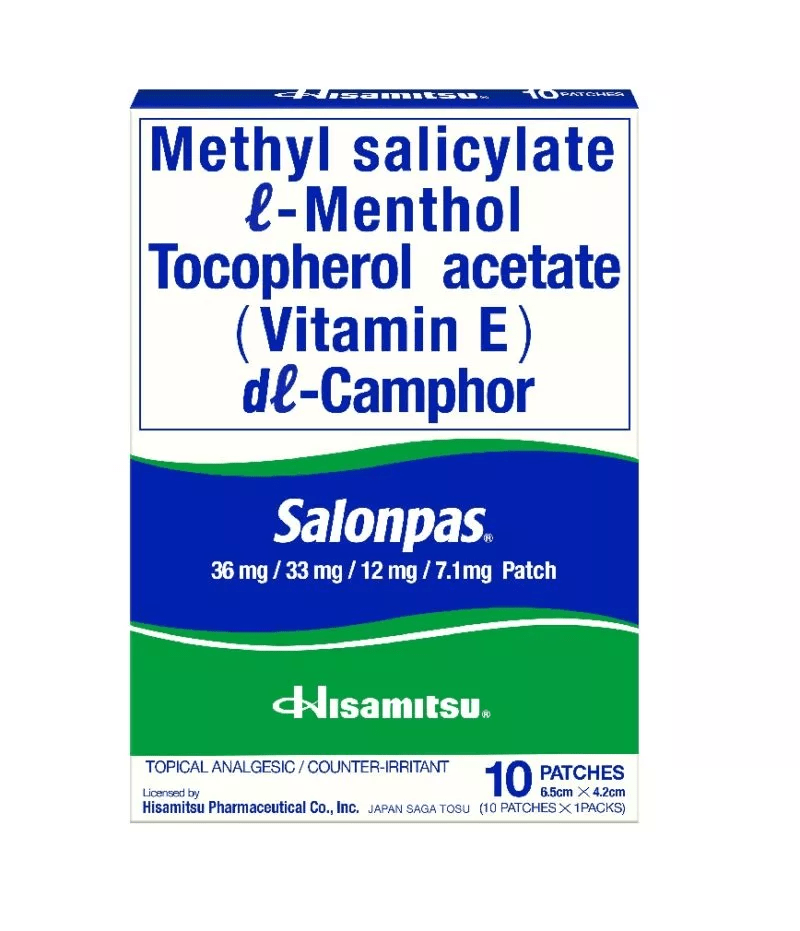 Hisamitsu® 10 PATCHES
Methyl salicylate
ℓ-Menthol
Tocopherol acetate
(Vitamin E)
dℓ-Camphor
Salonpas®
36 mg / 33 mg / 12 mg / 7.1mg Patch
Hisamitsu®
TOPICAL ANALGESIC / COUNTER-IRRITANT
10 PATCHES
6.5cm × 4.2cm
Licensed by
Hisamitsu Pharmaceutical Co., Inc. JAPAN SAGA TOSU (10 PATCHES × 1PACKS)